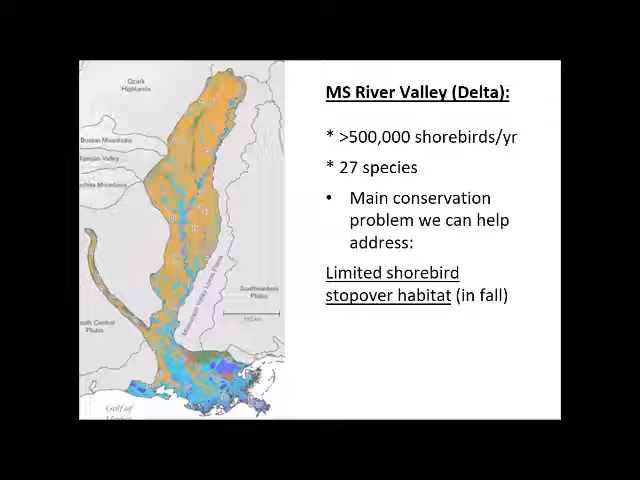 Ozark
Highlands
Boston Mountains
Arkansas Valley
Ouachita Mountains
Mississippi Valley Loess Plains
Southeastern
Plains
100 km
South Central
Plains
Gulf of
Mexico
MS River Valley (Delta):
* >500,000 shorebirds/yr
* 27 species
• Main conservation
problem we can help
address:
Limited shorebird
stopover habitat (in fall)